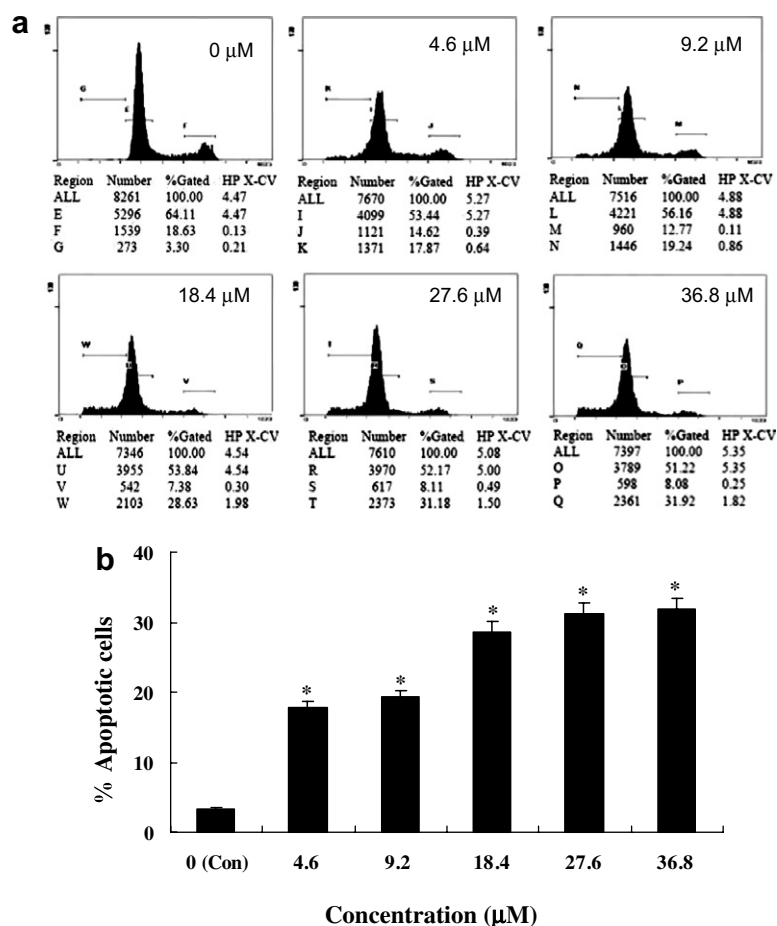 a
0 μM
4.6 μM
9.2 μM
G
E
F
K
I
J
N
L
M
Region Number %Gated HP X-CV
ALL 8261 100.00 4.47
E 5296 64.11 4.47
F 1539 18.63 0.13
G 273 3.30 0.21
Region Number %Gated HP X-CV
ALL 7670 100.00 5.27
I 4099 53.44 5.27
J 1121 14.62 0.39
K 1371 17.87 0.64
Region Number %Gated HP X-CV
ALL 7516 100.00 4.88
L 4221 56.16 4.88
M 960 12.77 0.11
N 1446 19.24 0.86
18.4 μM
27.6 μM
36.8 μM
W
V
S
Q
O
P
Region Number %Gated HP X-CV
ALL 7346 100.00 4.54
U 3955 53.84 4.54
V 542 7.38 0.30
W 2103 28.63 1.98
Region Number %Gated HP X-CV
ALL 7610 100.00 5.08
R 3970 52.17 5.00
S 617 8.11 0.49
T 2373 31.18 1.50
Region Number %Gated HP X-CV
ALL 7397 100.00 5.35
O 3789 51.22 5.35
P 598 8.08 0.25
Q 2361 31.92 1.82
b
% Apoptotic cells
40
30
20
10
0
* * * * *
0 (Con) 4.6 9.2 18.4 27.6 36.8
Concentration (μM)